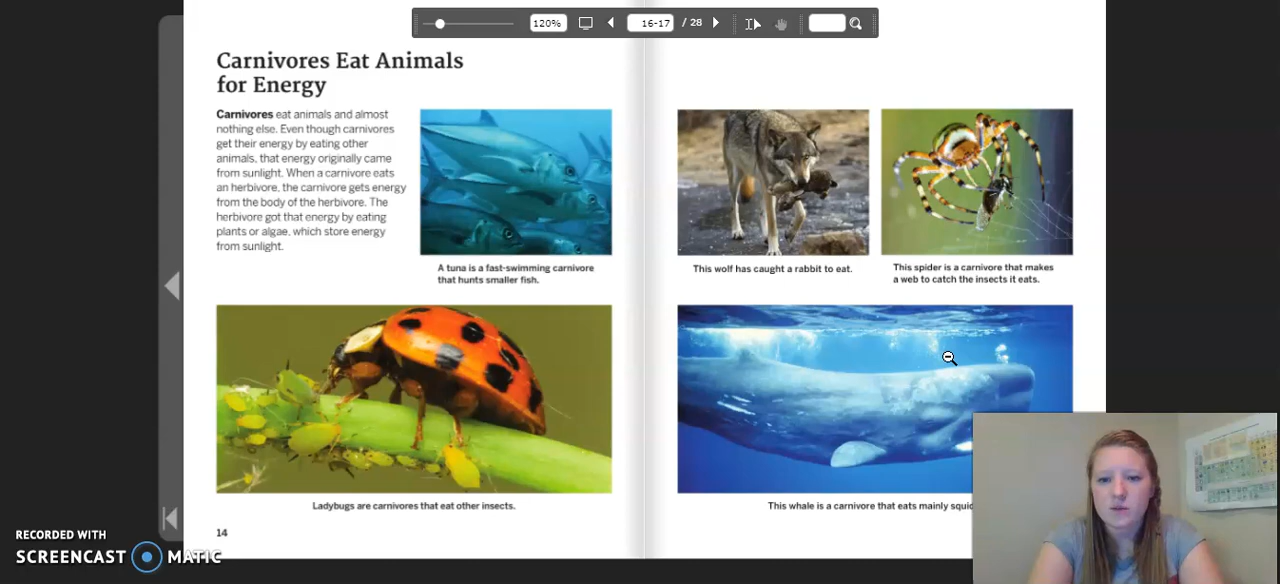 120%
16-17 / 28
Carnivores Eat Animals
for Energy
Carnivores eat animals and almost
nothing else. Even though carnivores
get their energy by eating other
animals, that energy originally came
from sunlight. When a carnivore eats
an herbivore, the carnivore gets energy
from the body of the herbivore. The
herbivore got that energy by eating
plants or algae, which store energy
from sunlight.
A tuna is a fast-swimming carnivore
that hunts smaller fish.
This wolf has caught a rabbit to eat.
This spider is a carnivore that makes
a web to catch the insects it eats.
Ladybugs are carnivores that eat other insects.
This whale is a carnivore that eats mainly squid
14
RECORDED WITH
SCREENCAST MATIC